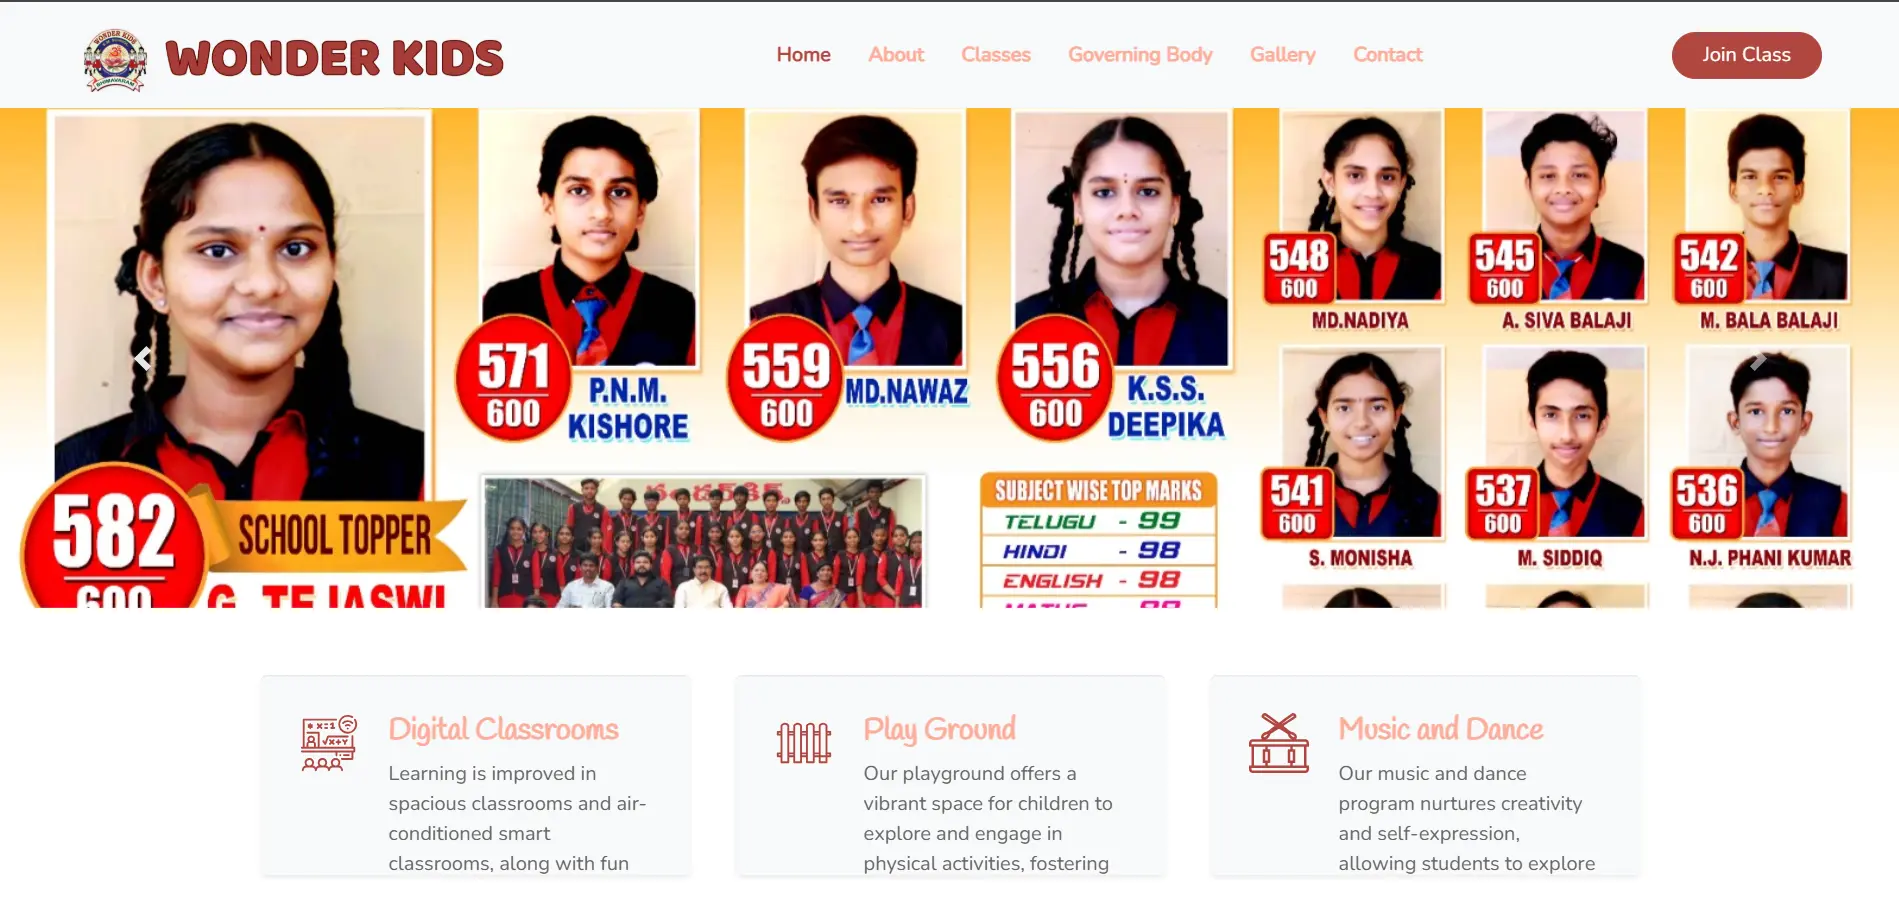 WONDER KIDS
Home
About
Classes
Governing Body
Gallery
Contact
Join Class
582
600
SCHOOL TOPPER
G. TEJASWI
571
600
P.N.M.
KISHORE
559
600
MD.NAWAZ
556
600
K.S.S.
DEEPIKA
548
600
MD.NADIYA
545
600
A. SIVA BALAJI
542
600
M. BALA BALAJI
541
600
S. MONISHA
537
600
M. SIDDIQ
536
600
N.J. PHANI KUMAR
SUBJECT WISE TOP MARKS
TELUGU - 99
HINDI - 98
ENGLISH - 98
Digital Classrooms
Learning is improved in
spacious classrooms and air-
conditioned smart
classrooms, along with fun
Play Ground
Our playground offers a
vibrant space for children to
explore and engage in
physical activities, fostering
Music and Dance
Our music and dance
program nurtures creativity
and self-expression,
allowing students to explore